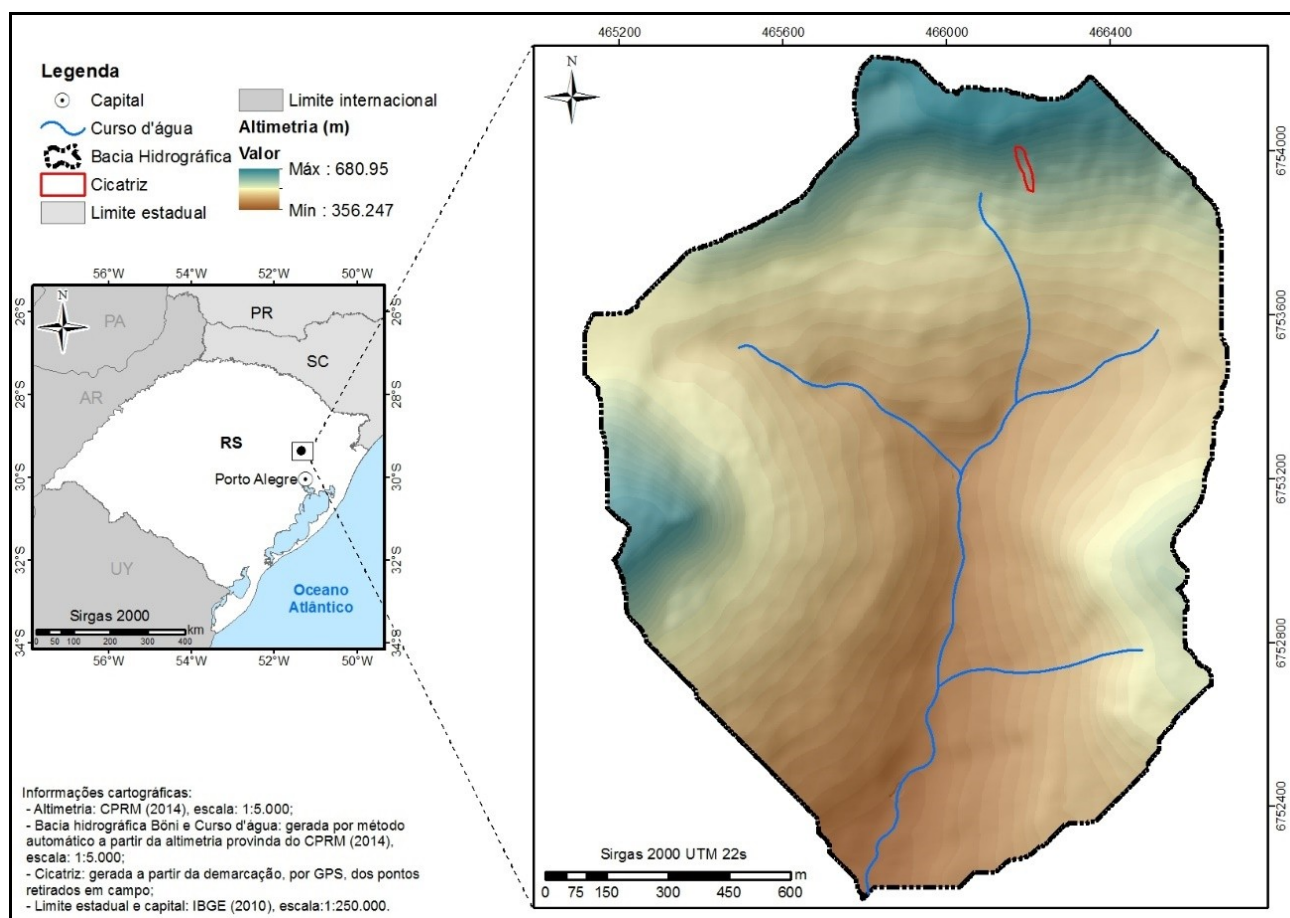 Legenda
Capital
Curso d'água
Bacia Hidrográfica
Cicatriz
Limite estadual
Limite internacional
Altimetria (m)
Valor
Máx : 680.95
Mín : 356.247
56°W 54°W 52°W 50°W
26°S
28°S
30°S
32°S
34°S
N
PA
PR
SC
AR
RS
Porto Alegre
UY
Oceano
Atlântico
Sirgas 2000
km
0 50 100 200 300 400
26°S
28°S
30°S
32°S
34°S
56°W 54°W 52°W 50°W
Informações cartográficas:
- Altimetria: CPRM (2014), escala: 1:5.000;
- Bacia hidrográfica Böni e Curso d'água: gerada por método
automático a partir da altimetria provinda do CPRM (2014),
escala: 1:5.000;
- Cicatriz: gerada a partir da demarcação, por GPS, dos pontos
retirados em campo;
- Limite estadual e capital: IBGE (2010), escala:1:250.000.
465200 465600 466000 466400
N
6754000
6753600
6753200
6752800
6752400
Sirgas 2000 UTM 22s
m
0 75 150 300 450 600